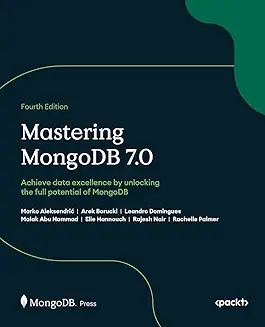 Fourth Edition
Mastering
MongoDB 7.0
Achieve data excellence by unlocking
the full potential of MongoDB
Marko Aleksendrić | Arek Borucki | Leandro Domingues
Malak Abu Hammad | Elie Hannouch | Rajesh Nair | Rachelle Palmer
MongoDB. Press
<packt>